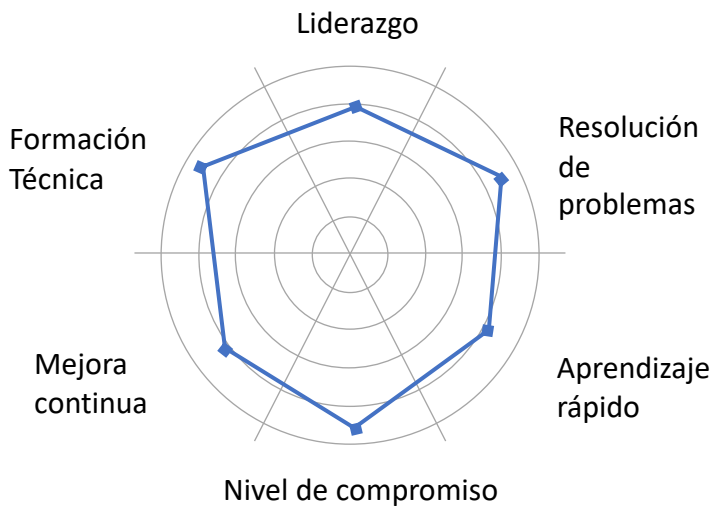 Liderazgo
Formación
Técnica
Resolución
de
problemas
Mejora
continua
Aprendizaje
rápido
Nivel de compromiso